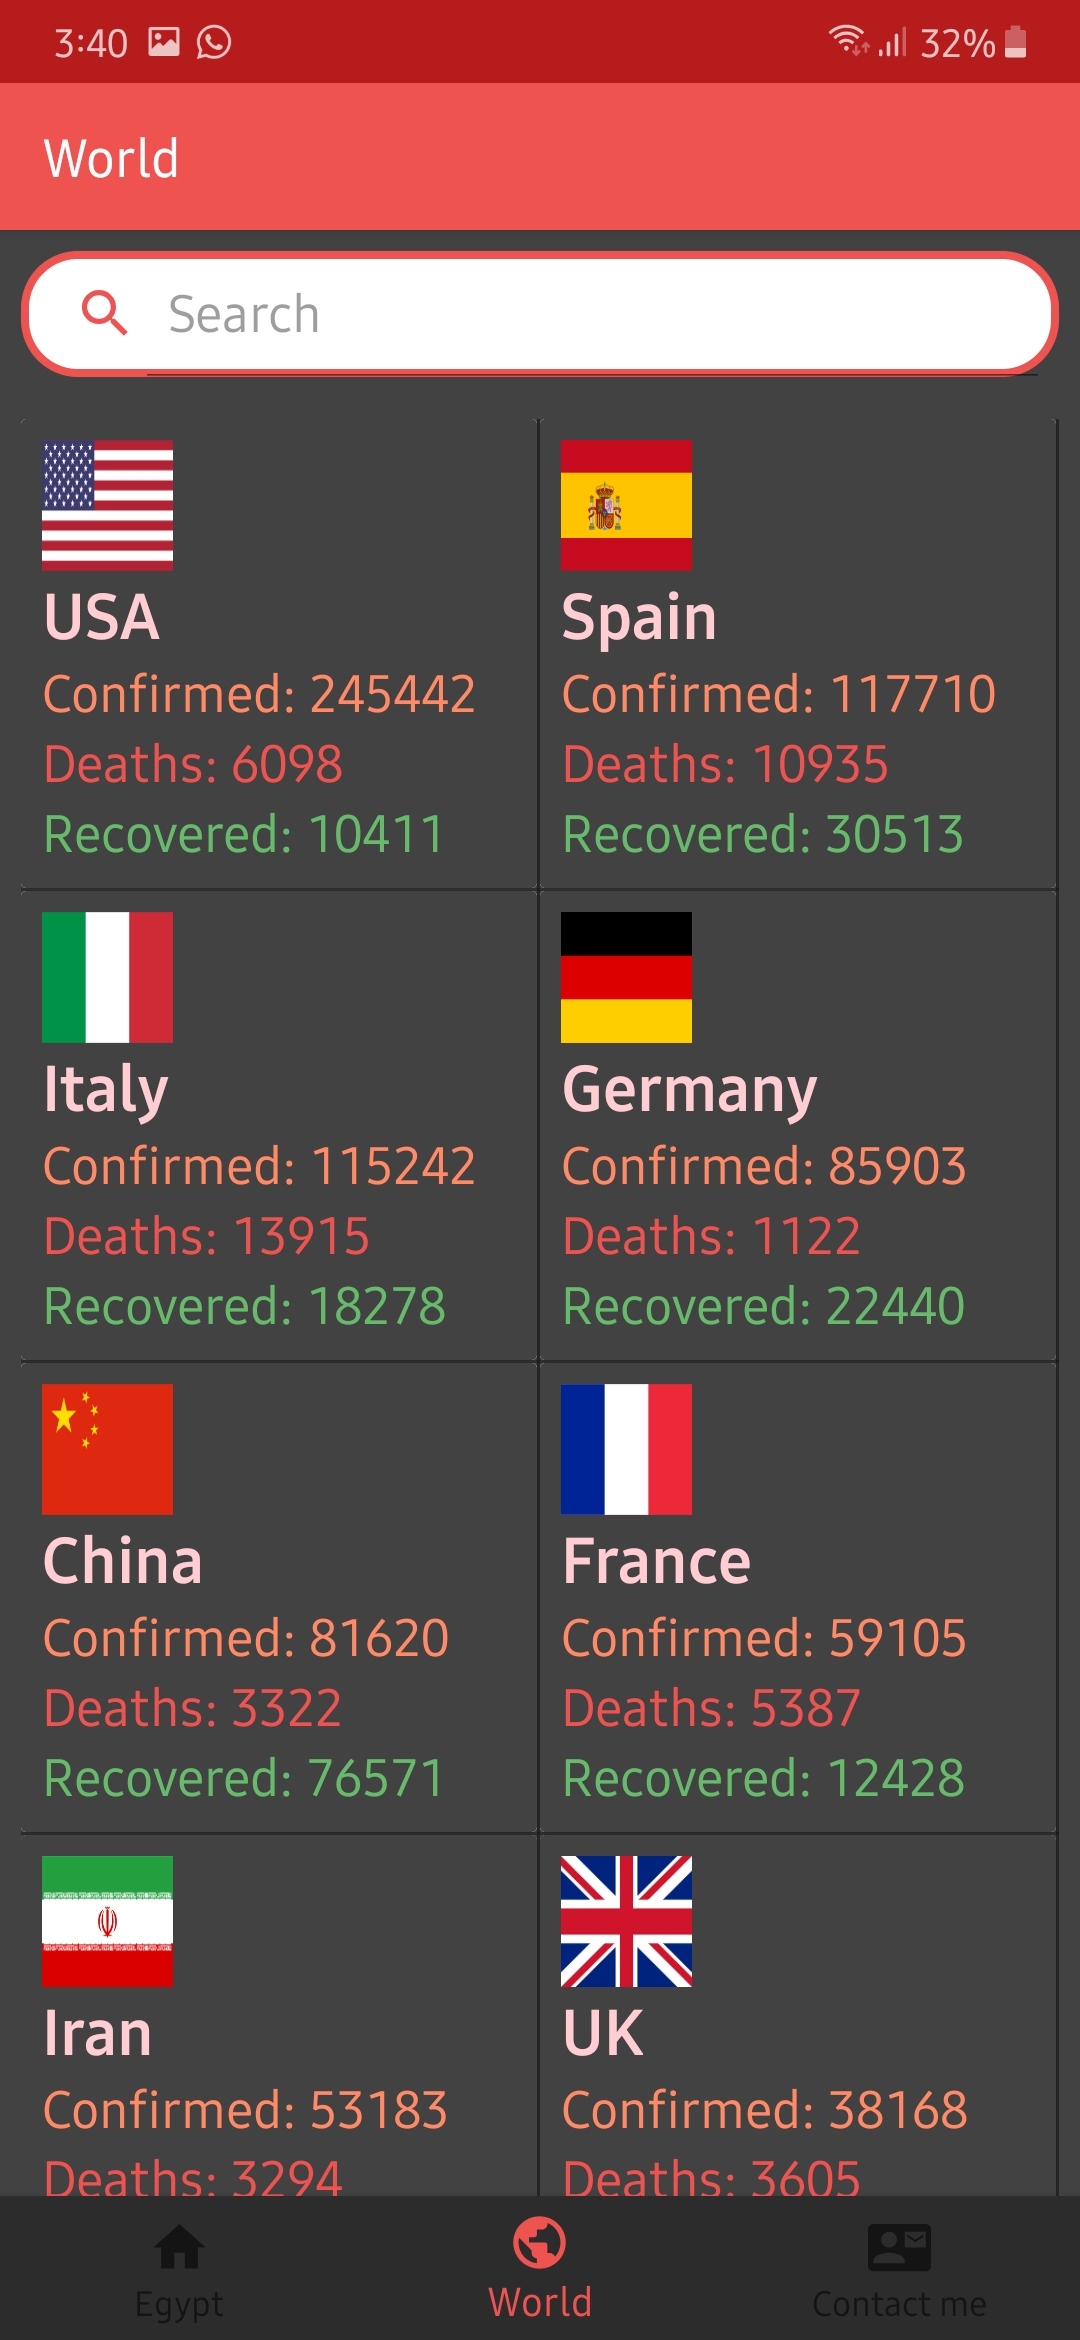 3:40 32%
World
Search
USA
Confirmed: 245442
Deaths: 6098
Recovered: 10411
Spain
Confirmed: 117710
Deaths: 10935
Recovered: 30513
Italy
Confirmed: 115242
Deaths: 13915
Recovered: 18278
Germany
Confirmed: 85903
Deaths: 1122
Recovered: 22440
China
Confirmed: 81620
Deaths: 3322
Recovered: 76571
France
Confirmed: 59105
Deaths: 5387
Recovered: 12428
Iran
Confirmed: 53183
Deaths: 3294
UK
Confirmed: 38168
Deaths: 3605
Egypt
World
Contact me